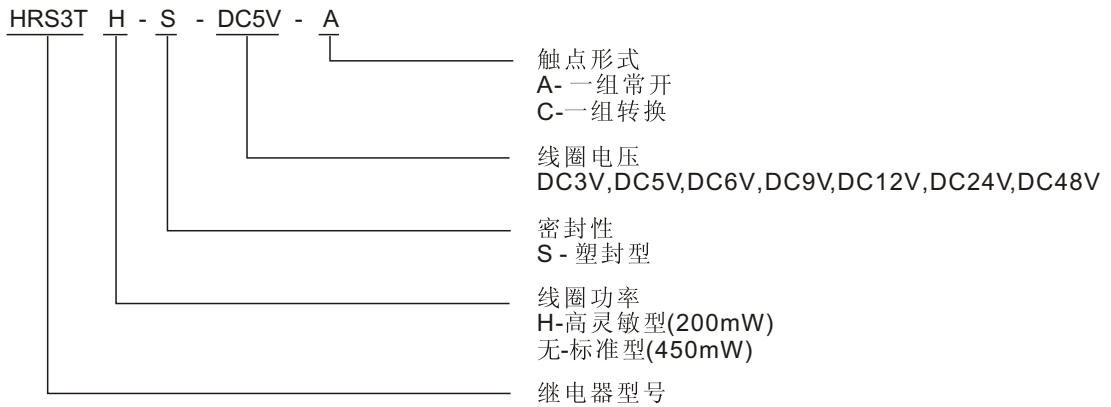 HRS3T H - S - DC5V - A
触点形式
A- 一组常开
C-一组转换
线圈电压
DC3V,DC5V,DC6V,DC9V,DC12V,DC24V,DC48V
密封性
S - 塑封型
线圈功率
H-高灵敏型(200mW)
无-标准型(450mW)
继电器型号